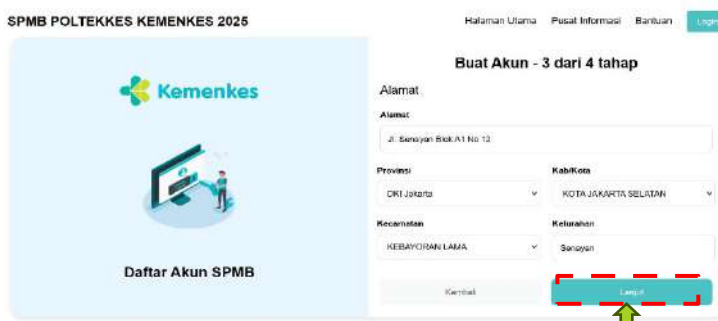 SPMB POLTEKKES KEMENKES 2025
Halaman Utama Pusat Informasi Bantuan Login
Kemenkes
Daftar Akun SPMB
Buat Akun - 3 dari 4 tahap
Alamat
Alamat
Jl. Senayan Blok A1 No 12
Provinsi Kab/Kota
DKI Jakarta KOTA JAKARTA SELATAN
Kecamatan Kelurahan
KEBAYORAN LAMA Senayan
Kembali Lanjut